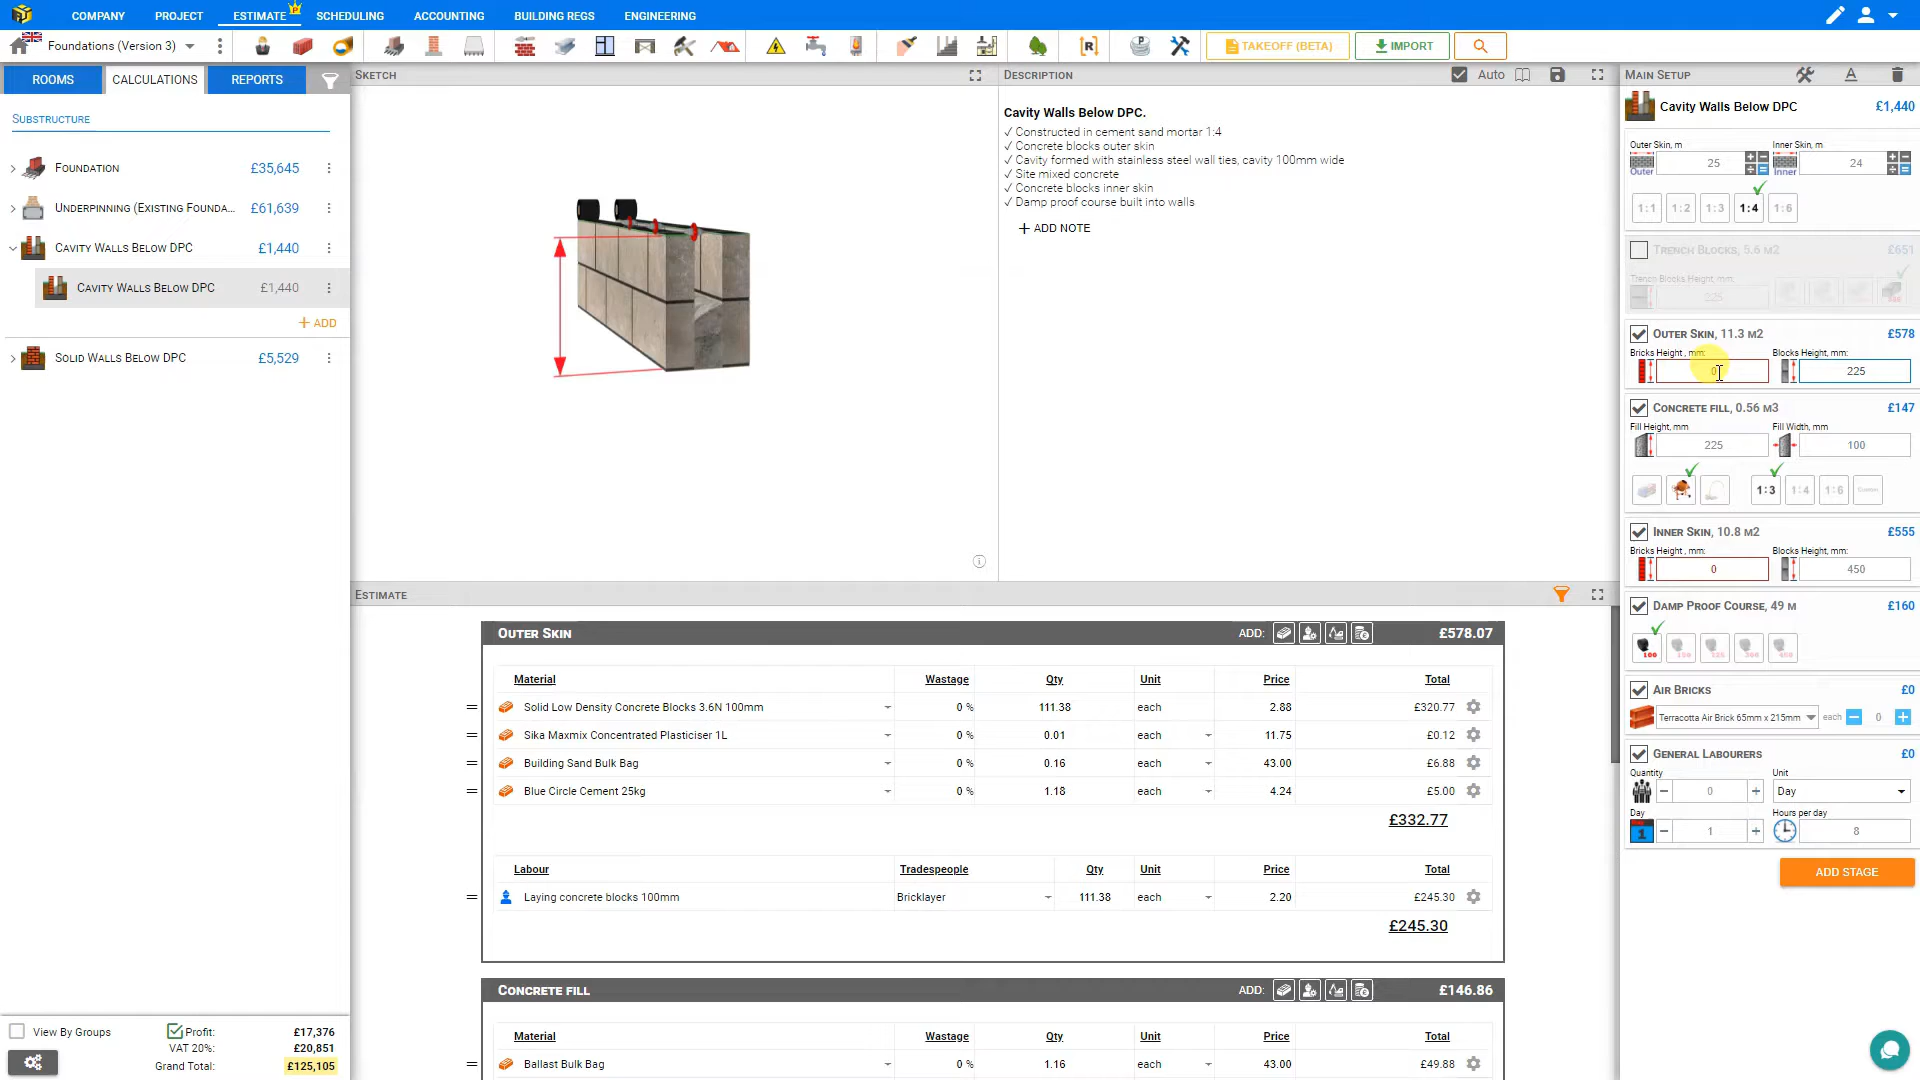 COMPANY PROJECT ESTIMATE P SCHEDULING ACCOUNTING BUILDING REGS ENGINEERING
Foundations (Version 3) TAKEOFF (BETA) IMPORT
ROOMS CALCULATIONS REPORTS
SUBSTRUCTURE
FOUNDATION £35,645
UNDERPINNING (EXISTING FOUNDA... £61,639
CAVITY WALLS BELOW DPC £1,440
CAVITY WALLS BELOW DPC £1,440
+ ADD
SOLID WALLS BELOW DPC £5,529
View By Groups Profit: £17,376
VAT 20%: £20,851
Grand Total: £125,105
SKETCH
DESCRIPTION Auto
Cavity Walls Below DPC.
✓ Constructed in cement sand mortar 1:4
✓ Concrete blocks outer skin
✓ Cavity formed with stainless steel wall ties, cavity 100mm wide
✓ Site mixed concrete
✓ Concrete blocks inner skin
✓ Damp proof course built into walls
+ ADD NOTE
ESTIMATE
OUTER SKIN ADD: £578.07
Material Wastage Qty Unit Price Total
Solid Low Density Concrete Blocks 3.6N 100mm 0 % 111.38 each 2.88 £320.77
Sika Maxmix Concentrated Plasticiser 1L 0 % 0.01 each 11.75 £0.12
Building Sand Bulk Bag 0 % 0.16 each 43.00 £6.88
Blue Circle Cement 25kg 0 % 1.18 each 4.24 £5.00
£332.77
Labour Tradespeople Qty Unit Price Total
Laying concrete blocks 100mm Bricklayer 111.38 each 2.20 £245.30
£245.30
CONCRETE FILL ADD: £146.86
Material Wastage Qty Unit Price Total
Ballast Bulk Bag 0 % 1.16 each 43.00 £49.88
MAIN SETUP
Cavity Walls Below DPC £1,440
Outer Skin, m Inner Skin, m
Outer 25 Inner 24
1:1 1:2 1:3 1:4 1:6
TRENCH BLOCKS, 5.6 M2 £651
Trench Blocks Height, mm
225
OUTER SKIN, 11.3 M2 £578
Bricks Height , mm: Blocks Height, mm:
0 225
CONCRETE FILL, 0.56 M3 £147
Fill Height, mm Fill Width, mm
225 100
1:3 1:4 1:6
INNER SKIN, 10.8 M2 £555
Bricks Height , mm: Blocks Height, mm:
0 450
DAMP PROOF COURSE, 49 M £160
100 150 225 300 450
AIR BRICKS £0
Terracotta Air Brick 65mm x 215mm each 0
GENERAL LABOURERS £0
Quantity Unit
0 Day
Day Hours per day
1 1 8
ADD STAGE